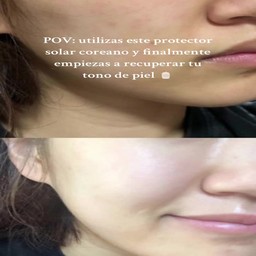 POV: utilizas este protector
solar coreano y finalmente
empiezas a recuperar tu
tono de piel